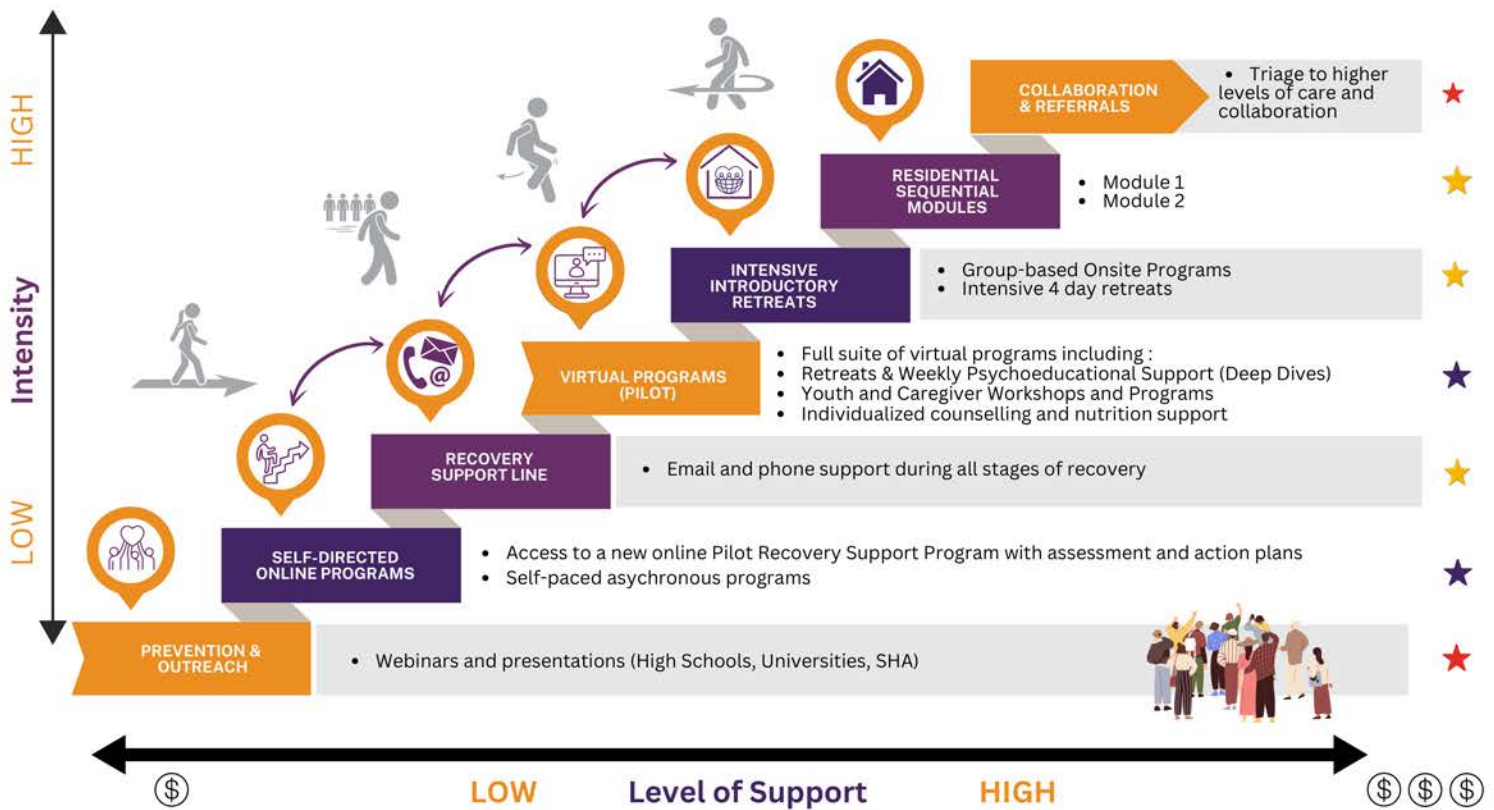 HIGH
Intensity
LOW
COLLABORATION
& REFERRALS
• Triage to higher
levels of care and
collaboration
RESIDENTIAL
SEQUENTIAL
MODULES
• Module 1
• Module 2
INTENSIVE
INTRODUCTORY
RETREATS
• Group-based Onsite Programs
• Intensive 4 day retreats
VIRTUAL PROGRAMS
(PILOT)
• Full suite of virtual programs including :
• Retreats & Weekly Psychoeducational Support (Deep Dives)
• Youth and Caregiver Workshops and Programs
• Individualized counselling and nutrition support
@
RECOVERY
SUPPORT LINE
• Email and phone support during all stages of recovery
SELF-DIRECTED
ONLINE PROGRAMS
• Access to a new online Pilot Recovery Support Program with assessment and action plans
• Self-paced asychronous programs
PREVENTION &
OUTREACH
• Webinars and presentations (High Schools, Universities, SHA)
$ LOW Level of Support HIGH $ $ $